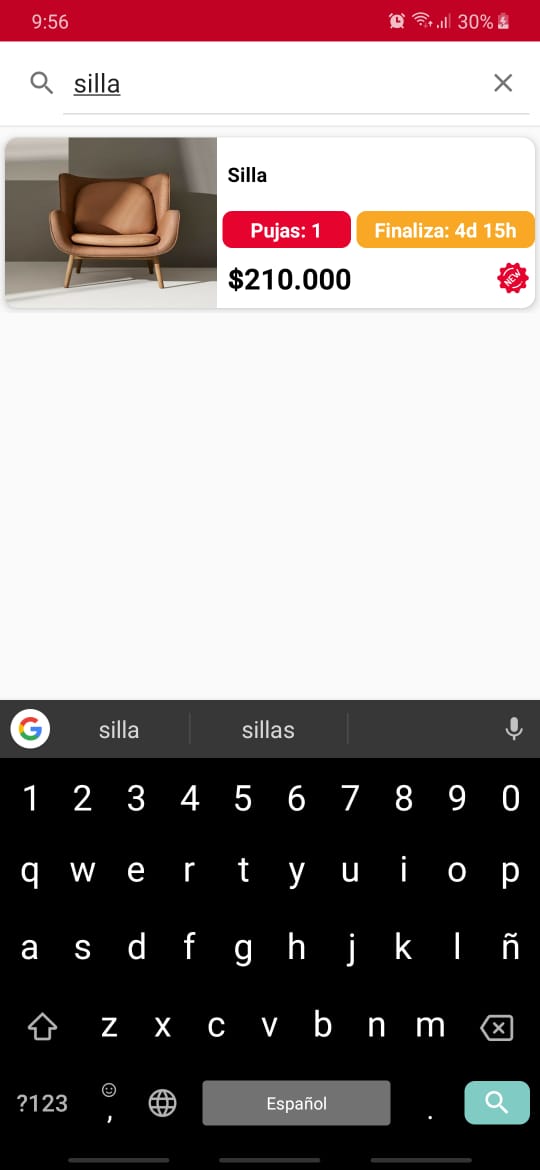 9:56
30%
silla
Silla
Pujas: 1
Finaliza: 4d 15h
$210.000
NEW
G
silla
sillas
1 2 3 4 5 6 7 8 9 0
q w e r t y u i o p
a s d f g h j k l ñ
z x c v b n m
?123
,
Español
.